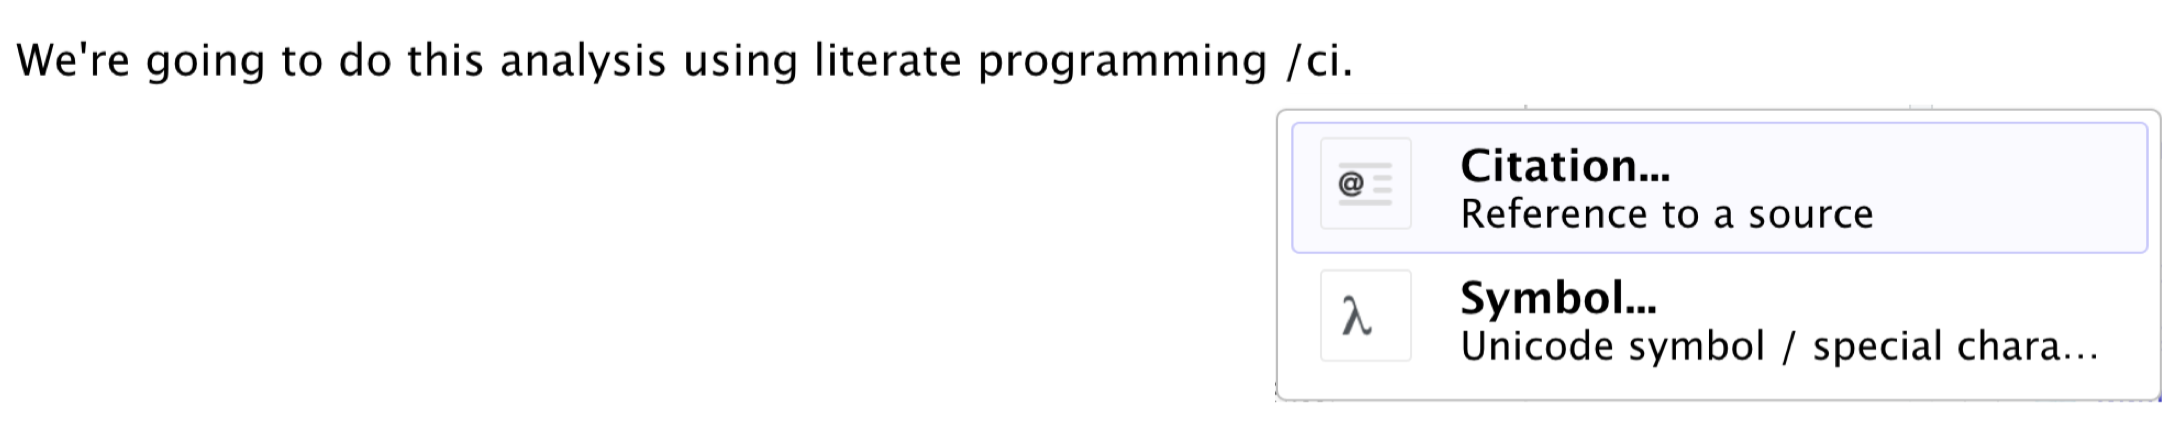 We're going to do this analysis using literate programming /ci.
@
Citation...
Reference to a source
λ
Symbol...
Unicode symbol / special chara...